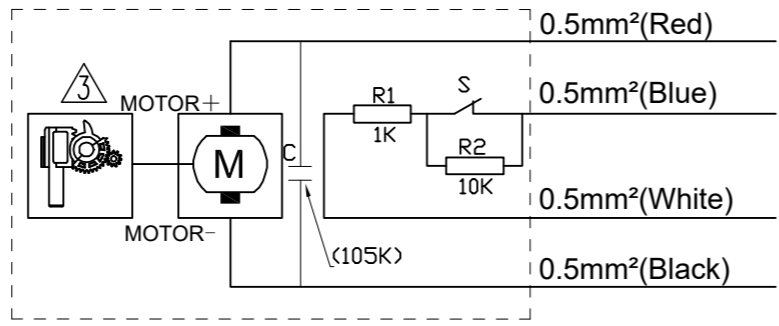 0.5mm²(Red)
3
MOTOR+
S
0.5mm²(Blue)
R1
1K
M
C
R2
10K
0.5mm²(White)
MOTOR-
(105K)
0.5mm²(Black)